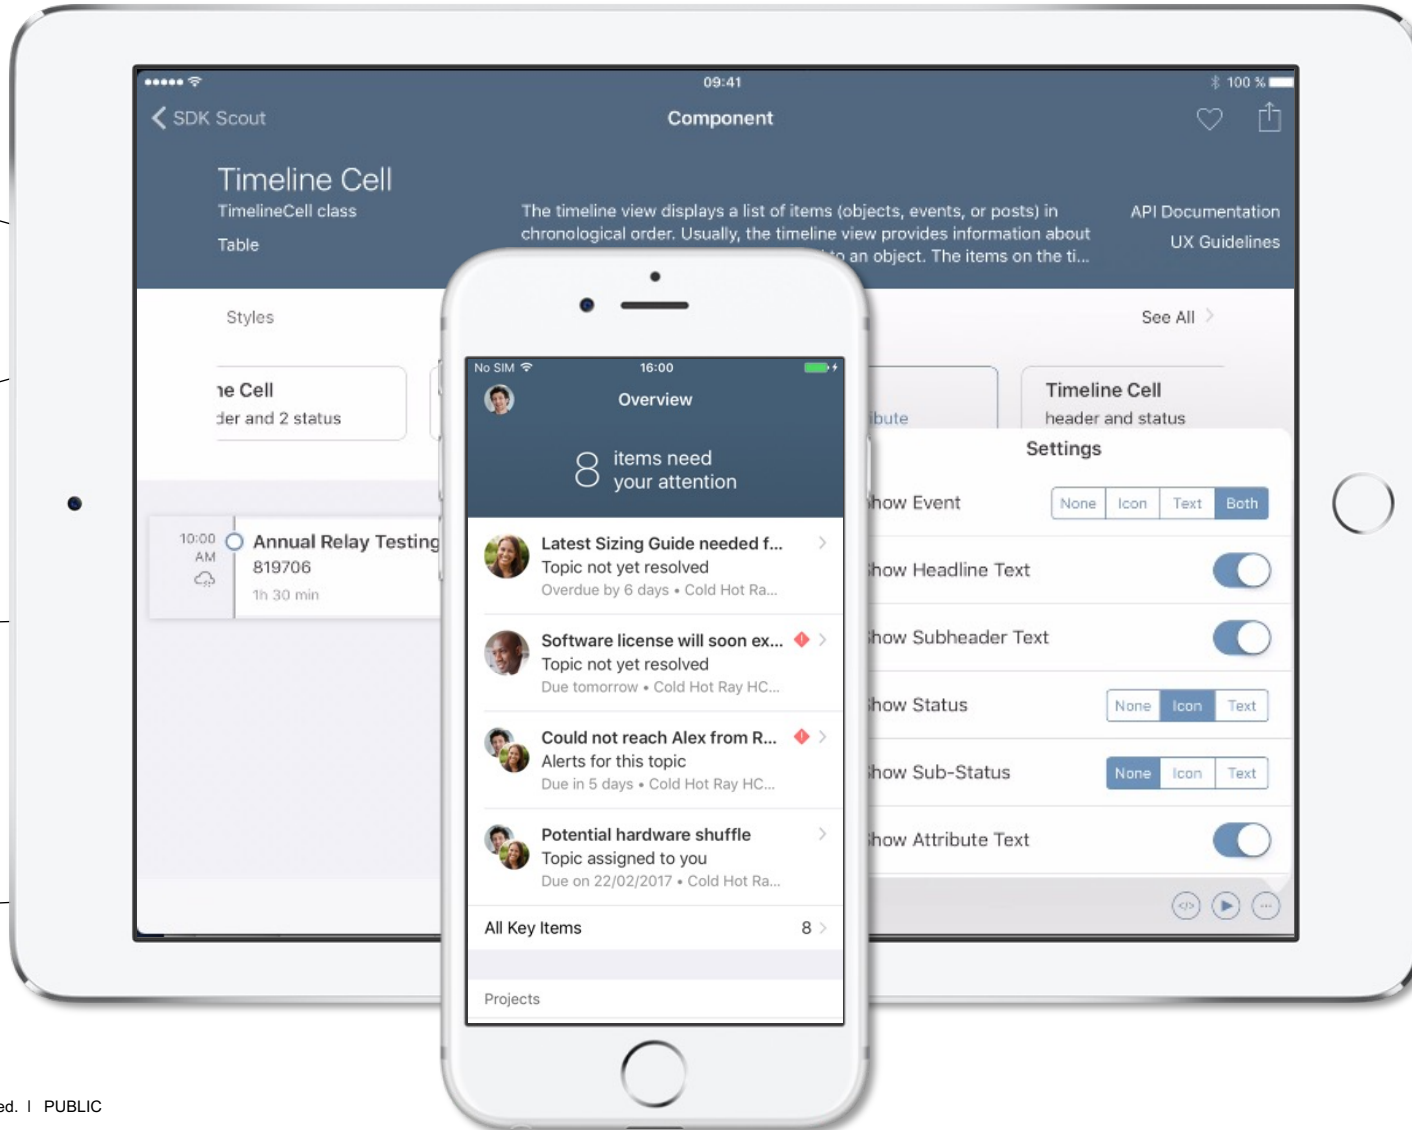 09:41
100 %
SDK Scout
Component
Timeline Cell
TimelineCell class
Table
The timeline view displays a list of items (objects, events, or posts) in
chronological order. Usually, the timeline view provides information about
to an object. The items on the ti...
API Documentation
UX Guidelines
Styles
See All
ne Cell
der and 2 status
ibute
Timeline Cell
header and status
10:00
AM
Annual Relay Testing
819706
1h 30 min
Settings
how Event
None Icon Text Both
how Headline Text
how Subheader Text
how Status
None Icon Text
how Sub-Status
None Icon Text
how Attribute Text
No SIM 16:00
Overview
8 items need
your attention
Latest Sizing Guide needed f...
Topic not yet resolved
Overdue by 6 days • Cold Hot Ra...
Software license will soon ex...
Topic not yet resolved
Due tomorrow • Cold Hot Ray HC...
Could not reach Alex from R...
Alerts for this topic
Due in 5 days • Cold Hot Ray HC...
Potential hardware shuffle
Topic assigned to you
Due on 22/02/2017 • Cold Hot Ra...
All Key Items 8
Projects
ed. | PUBLIC